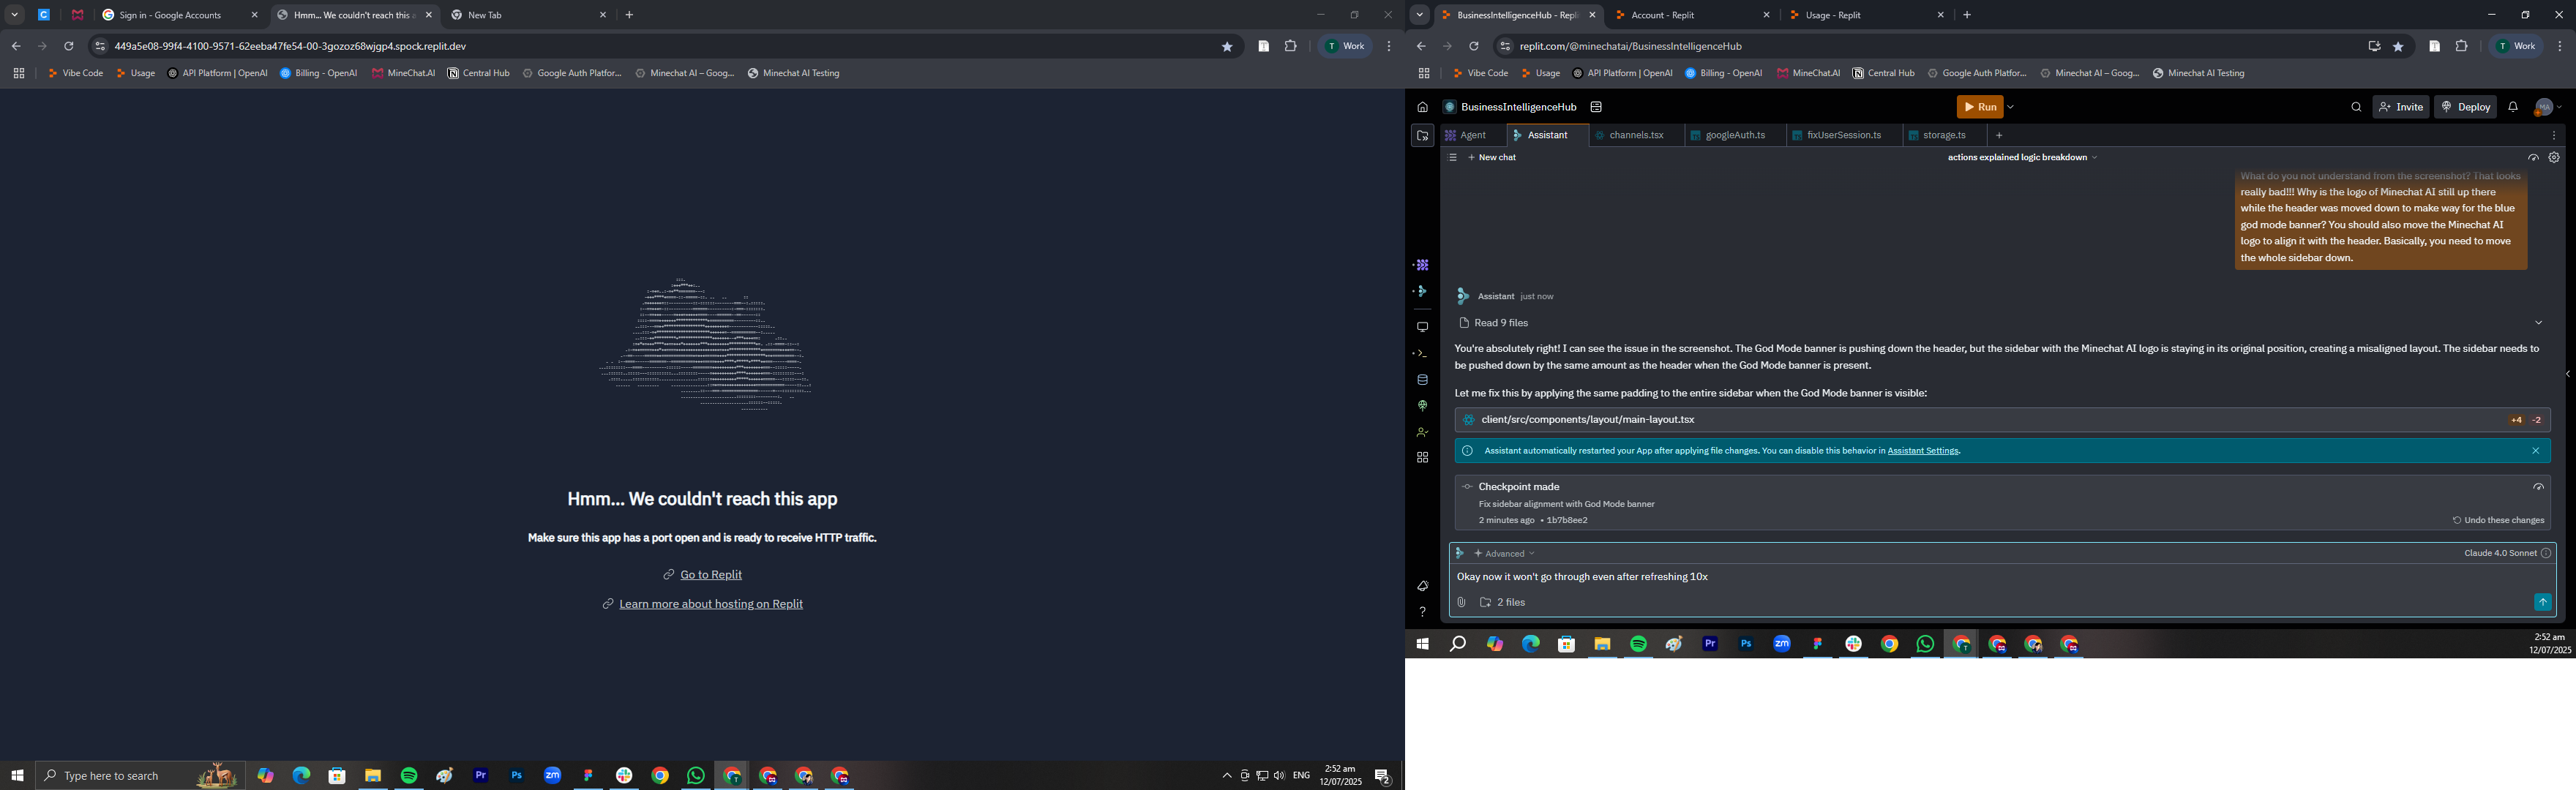 Sign in - Google Accounts
Hmm... We couldn't reach this a
New Tab
449a5e08-99f4-4100-9571-62eeba47fe54-00-3gozoz68wjgp4.spock.replit.dev
T Work
Vibe Code
Usage
API Platform | OpenAI
Billing - OpenAI
MineChat.AI
Central Hub
Google Auth Platfor...
Minechat AI – Goog...
Minechat AI Testing
Hmm... We couldn't reach this app
Make sure this app has a port open and is ready to receive HTTP traffic.
Go to Replit
Learn more about hosting on Replit
Type here to search
Pr
Ps
zm
ENG
2:52 am
12/07/2025
2
BusinessIntelligenceHub - Repli
Account - Replit
Usage - Replit
replit.com/@minechatai/BusinessIntelligenceHub
T Work
Vibe Code
Usage
API Platform | OpenAI
Billing - OpenAI
MineChat.AI
Central Hub
Google Auth Platfor...
Minechat AI – Goog...
Minechat AI Testing
BusinessIntelligenceHub
Run
Invite
Deploy
MA
Agent
Assistant
channels.tsx
googleAuth.ts
fixUserSession.ts
storage.ts
New chat
actions explained logic breakdown
What do you not understand from the screenshot? That looks
really bad!!! Why is the logo of Minechat AI still up there
while the header was moved down to make way for the blue
god mode banner? You should also move the Minechat AI
logo to align it with the header. Basically, you need to move
the whole sidebar down.
Assistant just now
Read 9 files
You're absolutely right! I can see the issue in the screenshot. The God Mode banner is pushing down the header, but the sidebar with the Minechat AI logo is staying in its original position, creating a misaligned layout. The sidebar needs to
be pushed down by the same amount as the header when the God Mode banner is present.
Let me fix this by applying the same padding to the entire sidebar when the God Mode banner is visible:
client/src/components/layout/main-layout.tsx
+4 -2
Assistant automatically restarted your App after applying file changes. You can disable this behavior in Assistant Settings.
Checkpoint made
Fix sidebar alignment with God Mode banner
2 minutes ago • 1b7b8ee2
Undo these changes
Advanced
Claude 4.0 Sonnet
Okay now it won't go through even after refreshing 10x
2 files
Pr
Ps
zm
2:52 am
12/07/2025